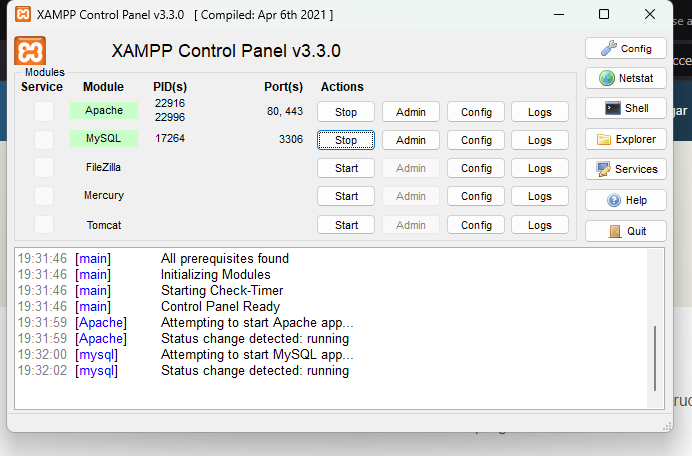 XAMPP Control Panel v3.3.0 [ Compiled: Apr 6th 2021 ]
XAMPP Control Panel v3.3.0
Config
Modules
Service Module PID(s) Port(s) Actions
Netstat
Apache 22916 22996 80, 443 Stop Admin Config Logs
Shell
MySQL 17264 3306 Stop Admin Config Logs
Explorer
FileZilla Start Admin Config Logs
Services
Mercury Start Admin Config Logs
Help
Tomcat Start Admin Config Logs
Quit
19:31:46 [main] All prerequisites found
19:31:46 [main] Initializing Modules
19:31:46 [main] Starting Check-Timer
19:31:46 [main] Control Panel Ready
19:31:59 [Apache] Attempting to start Apache app...
19:31:59 [Apache] Status change detected: running
19:32:00 [mysql] Attempting to start MySQL app...
19:32:02 [mysql] Status change detected: running